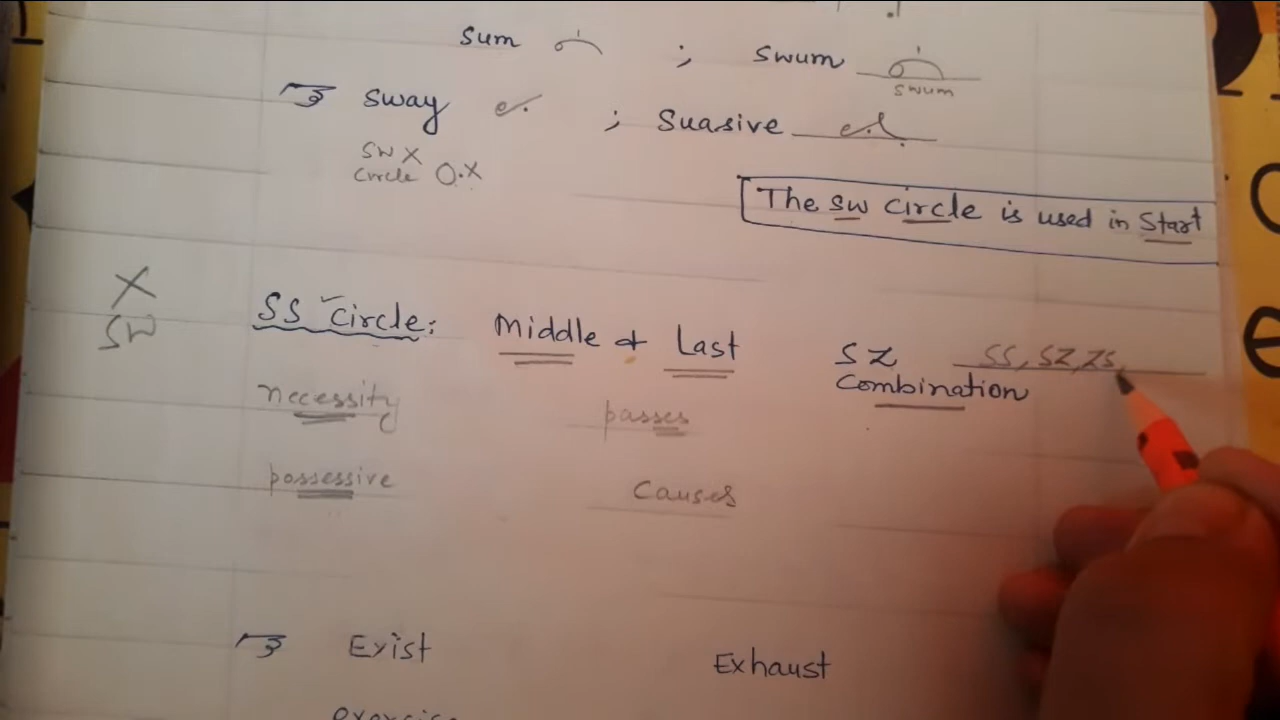 Sum ; Swum
swum
Sway ; Suasive
SW X
Circle O.X
The SW Circle is used in Start
X
SW
SS Circle: Middle & Last
SZ Combination
SS, SZ, ZS,
necessity passes
possessive Causes
Exist Exhaust
exercise